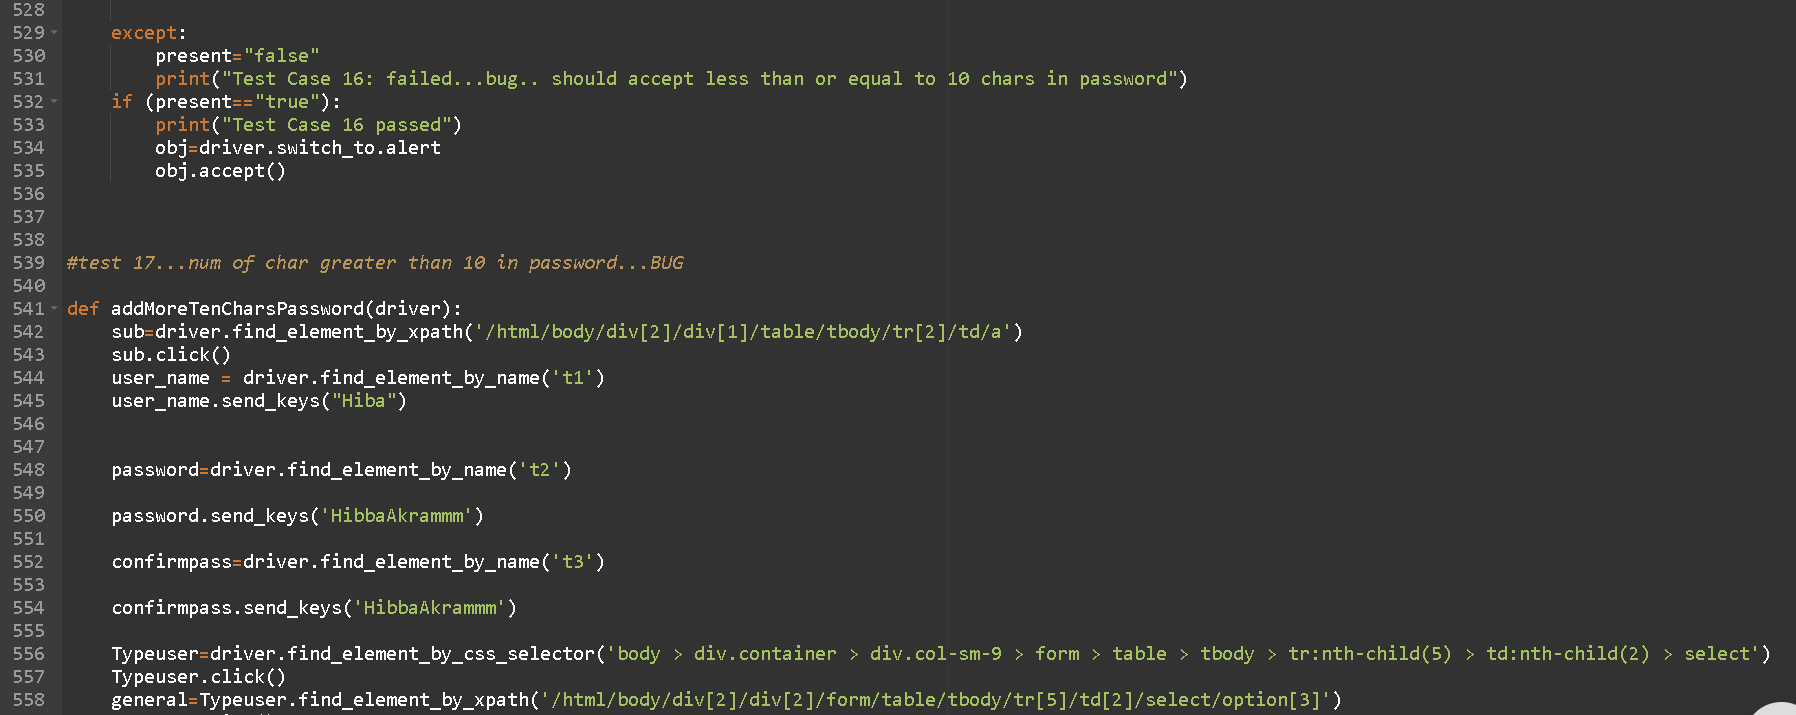 528
529 except:
530 present="false"
531 print("Test Case 16: failed...bug.. should accept less than or equal to 10 chars in password")
532 if (present=="true"):
533 print("Test Case 16 passed")
534 obj=driver.switch_to.alert
535 obj.accept()
536
537
538
539 #test 17...num of char greater than 10 in password...BUG
540
541 def addMoreTenCharsPassword(driver):
542 sub=driver.find_element_by_xpath('/html/body/div[2]/div[1]/table/tbody/tr[2]/td/a')
543 sub.click()
544 user_name = driver.find_element_by_name('t1')
545 user_name.send_keys("Hiba")
546
547
548 password=driver.find_element_by_name('t2')
549
550 password.send_keys('HibbaAkrammm')
551
552 confirmpass=driver.find_element_by_name('t3')
553
554 confirmpass.send_keys('HibbaAkrammm')
555
556 Typeuser=driver.find_element_by_css_selector('body > div.container > div.col-sm-9 > form > table > tbody > tr:nth-child(5) > td:nth-child(2) > select')
557 Typeuser.click()
558 general=Typeuser.find_element_by_xpath('/html/body/div[2]/div[2]/form/table/tbody/tr[5]/td[2]/select/option[3]')